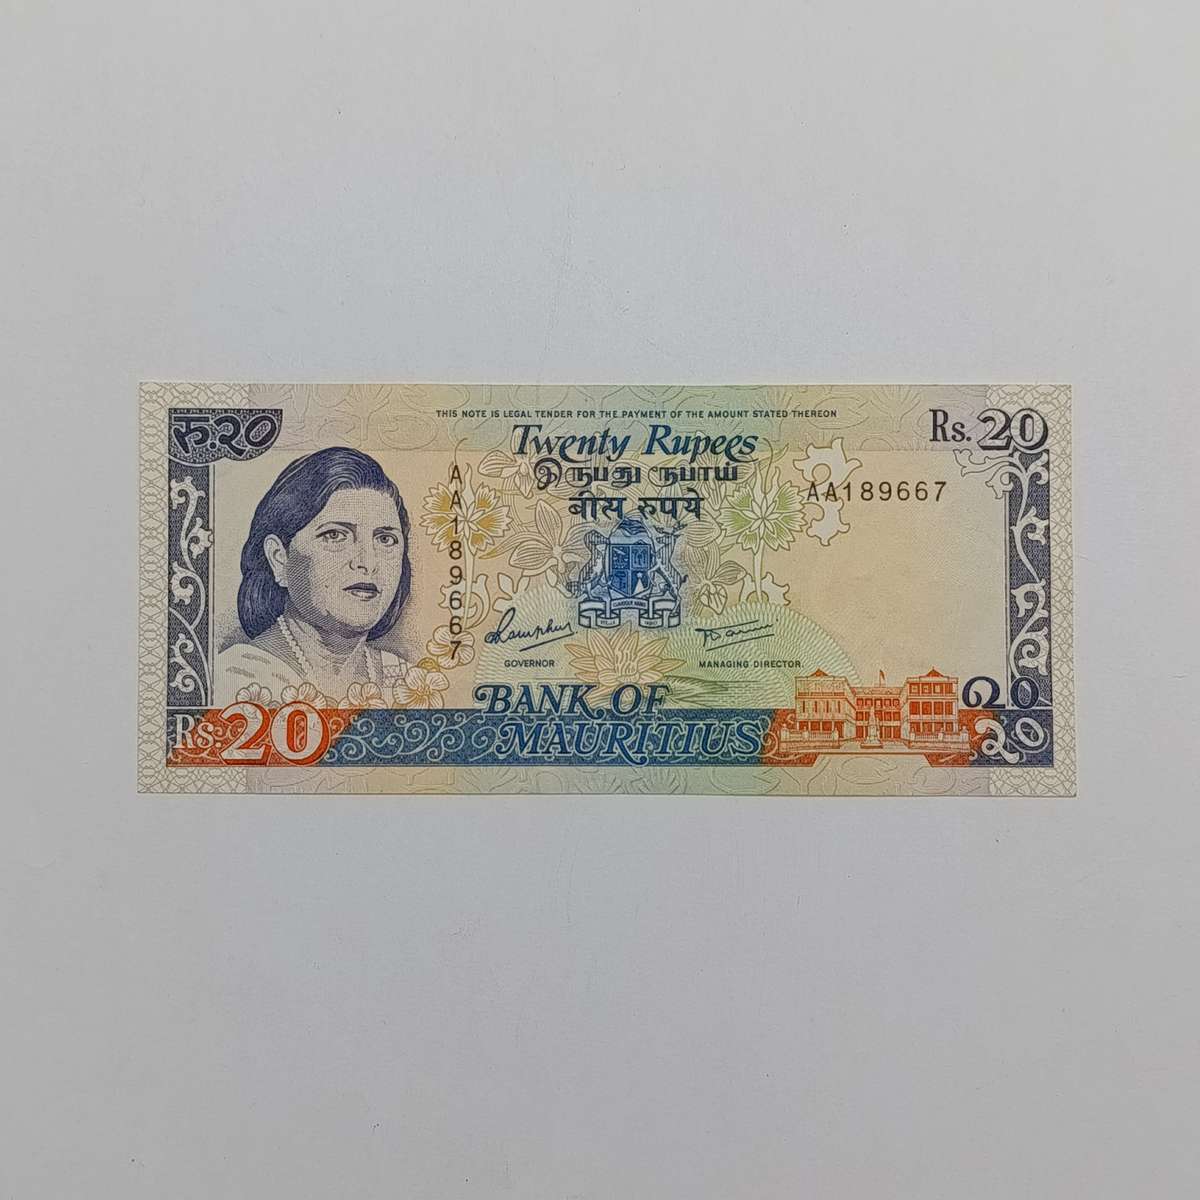 THIS NOTE IS LEGAL TENDER FOR THE PAYMENT OF THE AMOUNT STATED THEREON
रु.२०
Twenty Rupees
Rs. 20
இருபது ரூபாய்
बीस रुपये
AA189667
AA189667
GOVERNOR
MANAGING DIRECTOR.
BANK OF
MAURITIUS
Rs. 20
20
२०